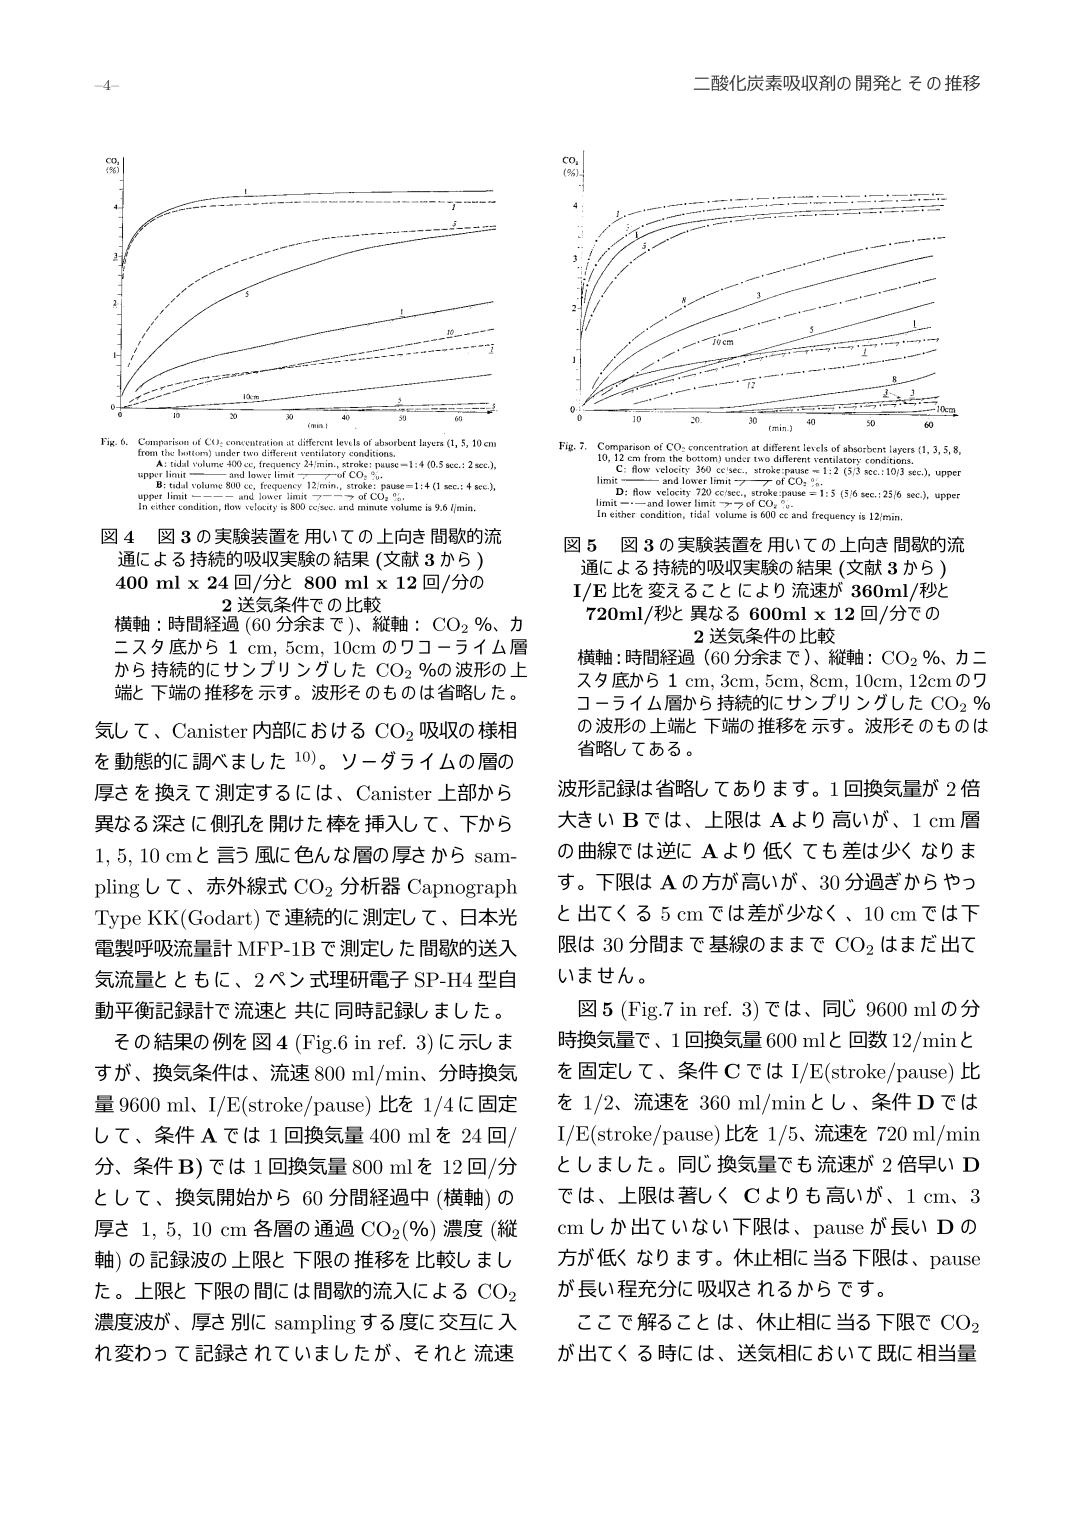 –4–
二酸化炭素吸収剤の開発とその推移
CO₂
(%)
4
3
2
1
0
0
10
20
30
40
50
60
(min.)
1
1
5
5
1
10
1
10cm
5
5
Fig. 6. Comparison of CO₂ concentration at different levels of absorbent layers (1, 5, 10 cm
from the bottom) under two different ventilatory conditions.
A: tidal volume 400 cc, frequency 24/min., stroke: pause=1:4 (0.5 sec.: 2 sec.),
upper limit ——— and lower limit of CO₂ %.
B: tidal volume 800 cc, frequency 12/min., stroke: pause=1:4 (1 sec.: 4 sec.),
upper limit – – – – and lower limit of CO₂ %.
In either condition, flow velocity is 800 cc/sec. and minute volume is 9.6 l/min.
図 4 図 3 の実験装置を用いての上向き間歇的流
通による持続的吸収実験の結果 (文献 3 から)
400 ml x 24 回/分と 800 ml x 12 回/分の
2 送気条件での比較
横軸：時間経過 (60 分余まで)、縦軸： CO₂ %、カ
ニスタ底から 1 cm, 5cm, 10cm のワコーライム層
から持続的にサンプリングした CO₂ %の波形の上
端と下端の推移を示す。波形そのものは省略した。
気して、Canister 内部における CO₂ 吸収の様相
を動態的に調べました ¹⁰⁾。ソーダライムの層の
厚さを換えて測定するには、Canister 上部から
異なる深さに側孔を開けた棒を挿入して、下から
1, 5, 10 cmと言う風に色んな層の厚さから sam-
plingして、赤外線式 CO₂ 分析器 Capnograph
Type KK(Godart) で連続的に測定して、日本光
電製呼吸流量計 MFP-1B で測定した間歇的送入
気流量とともに、2 ペン式理研電子 SP-H4 型自
動平衡記録計で流速と共に同時記録しました。
その結果の例を図 4 (Fig.6 in ref. 3) に示しま
すが、換気条件は、流速 800 ml/min、分時換気
量 9600 ml、I/E(stroke/pause) 比を 1/4 に固定
して、条件 A では 1 回換気量 400 ml を 24 回/
分、条件 B) では 1 回換気量 800 ml を 12 回/分
として、換気開始から 60 分間経過中 (横軸) の
厚さ 1, 5, 10 cm 各層の通過 CO₂(%) 濃度 (縦
軸) の記録波の上限と下限の推移を比較しまし
た。上限と下限の間には間歇的流入による CO₂
濃度波が、厚さ別に sampling する度に交互に入
れ変わって記録されていましたが、それと流速
CO₂
(%)
4
3
2
1
0
0
10
20
30
40
50
60
(min.)
1
3
1
5
8
3
10cm
5
1
1
12
8
3
3
10cm
Fig. 7. Comparison of CO₂ concentration at different levels of absorbent layers (1, 3, 5, 8,
10, 12 cm from the bottom) under two different ventilatory conditions.
C: flow velocity 360 cc/sec., stroke:pause = 1:2 (5/3 sec.:10/3 sec.), upper
limit ——— and lower limit of CO₂ %.
D: flow velocity 720 cc/sec., stroke:pause = 1:5 (5/6 sec.:25/6 sec.), upper
limit —·— and lower limit of CO₂ %.
In either condition, tidal volume is 600 cc and frequency is 12/min.
図 5 図 3 の実験装置を用いての上向き間歇的流
通による持続的吸収実験の結果 (文献 3 から)
I/E 比を変えることにより流速が 360ml/秒と
720ml/秒と異なる 600ml x 12 回/分での
2 送気条件の比較
横軸：時間経過 (60 分余まで)、縦軸： CO₂ %、カニ
スタ底から 1 cm, 3cm, 5cm, 8cm, 10cm, 12cm のワ
コーライム層から持続的にサンプリングした CO₂ %
の波形の上端と下端の推移を示す。波形そのものは
省略してある。
波形記録は省略してあります。1 回換気量が 2 倍
大きい B では、上限は A より高いが、1 cm 層
の曲線では逆に A より低くても差は少くなりま
す。下限は A の方が高いが、30 分過ぎからやっ
と出てくる 5 cm では差が少なく、10 cm では下
限は 30 分間まで基線のままで CO₂ はまだ出て
いません。
図 5 (Fig.7 in ref. 3) では、同じ 9600 ml の分
時換気量で、1 回換気量 600 ml と回数 12/min と
を固定して、条件 C では I/E(stroke/pause) 比
を 1/2、流速を 360 ml/min とし、条件 D では
I/E(stroke/pause) 比を 1/5、流速を 720 ml/min
としました。同じ換気量でも流速が 2 倍早い D
では、上限は著しく C よりも高いが、1 cm、3
cm しか出ていない下限は、pause が長い D の
方が低くなります。休止相に当る下限は、pause
が長い程充分に吸収されるからです。
ここで解ることは、休止相に当る下限で CO₂
が出てくる時には、送気相において既に相当量